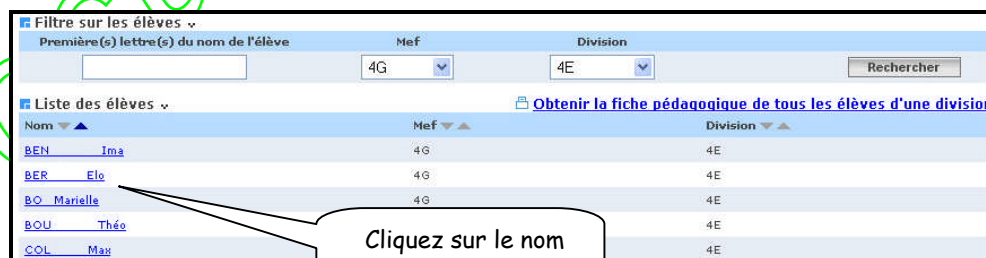 Filtre sur les élèves
Première(s) lettre(s) du nom de l'élève Mef Division
4G 4E Rechercher
Liste des élèves Obtenir la fiche pédagogique de tous les élèves d'une division
Nom Mef Division
BEN Ima 4G 4E
BER Elo 4G 4E
BO Marielle 4G 4E
BOU Théo 4E
COL Max 4E
Cliquez sur le nom